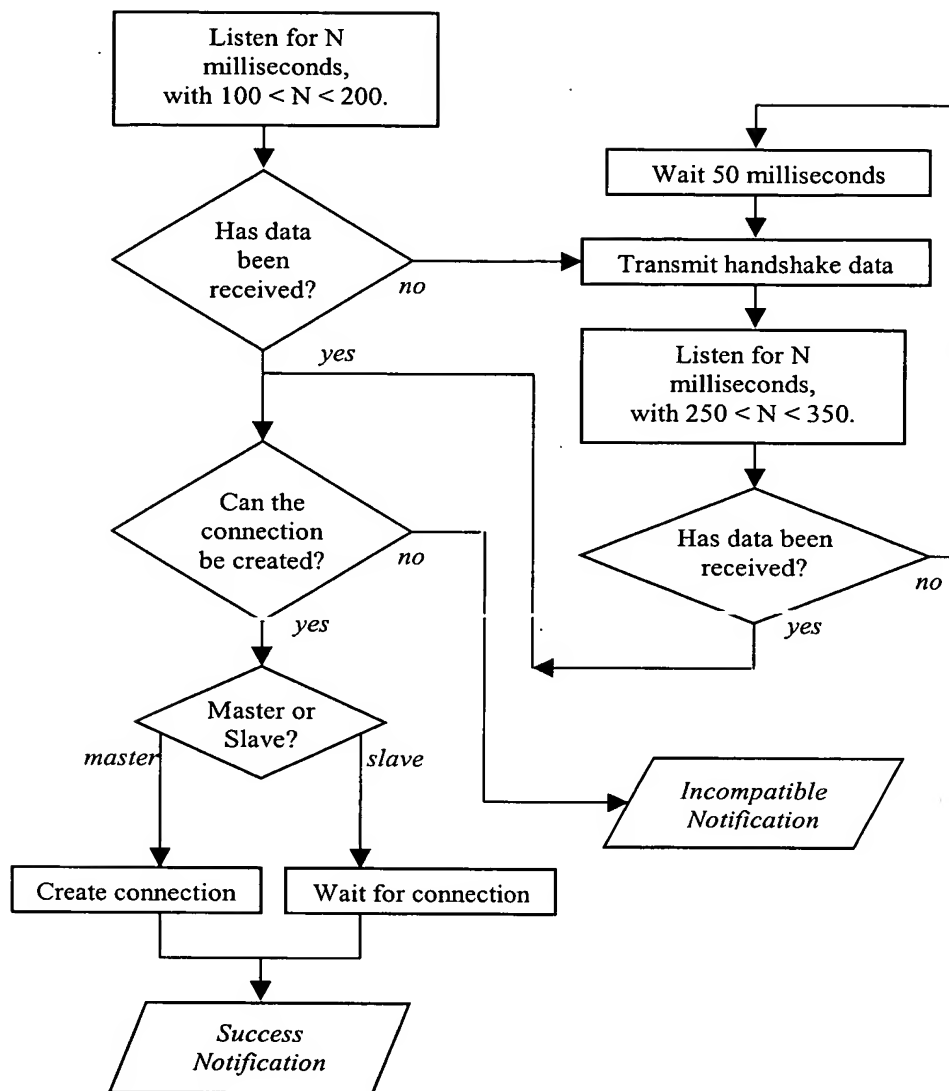 Listen for N
milliseconds,
with 100 < N < 200.
Has data
been
received?
no
yes
Can the
connection
be created?
no
yes
Master or
Slave?
master
slave
Create connection
Wait for connection
Success
Notification
Wait 50 milliseconds
Transmit handshake data
Listen for N
milliseconds,
with 250 < N < 350.
Has data been
received?
no
yes
Incompatible
Notification